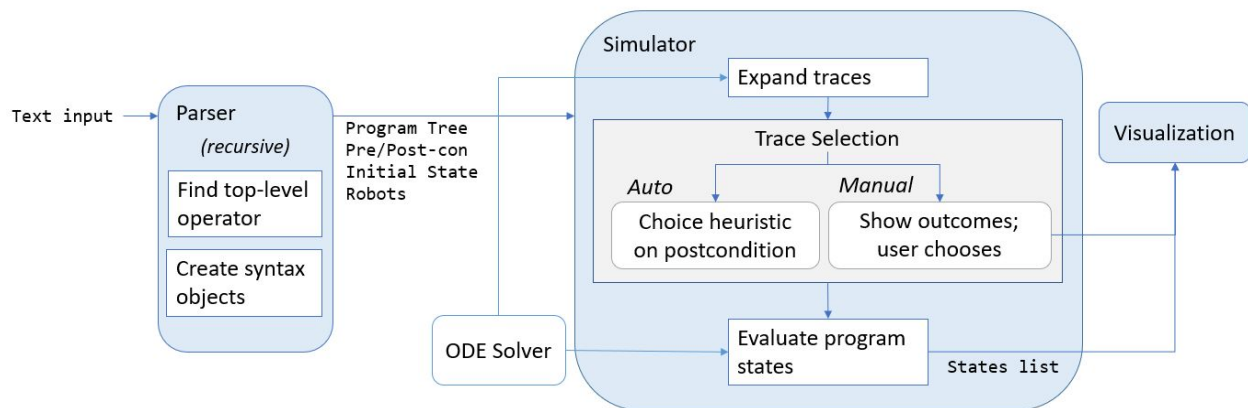 Text input
Parser
(recursive)
Find top-level
operator
Create syntax
objects
Program Tree
Pre/Post-con
Initial State
Robots
ODE Solver
Simulator
Expand traces
Trace Selection
Auto
Manual
Choice heuristic
on postcondition
Show outcomes;
user chooses
Evaluate program
states
States list
Visualization